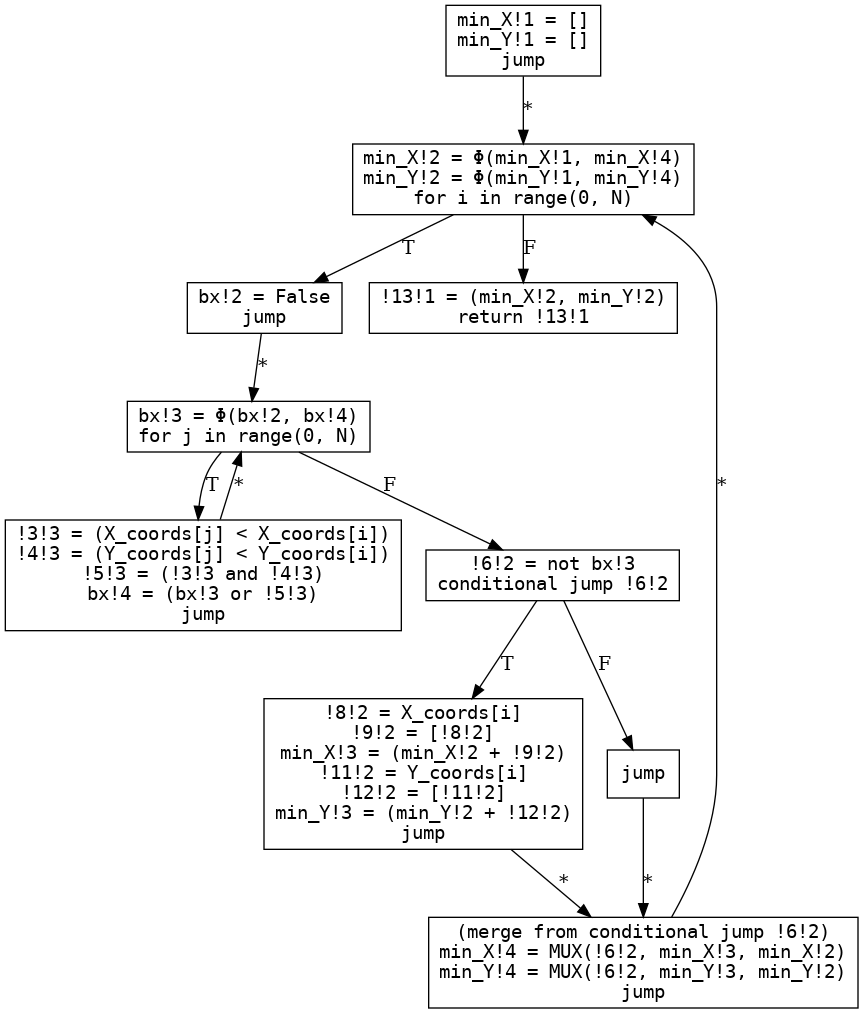 min_X!1 = []
min_Y!1 = []
jump
*
min_X!2 = Φ(min_X!1, min_X!4)
min_Y!2 = Φ(min_Y!1, min_Y!4)
for i in range(0, N)
T
F
bx!2 = False
jump
!13!1 = (min_X!2, min_Y!2)
return !13!1
*
bx!3 = Φ(bx!2, bx!4)
for j in range(0, N)
T
*
F
*
!3!3 = (X_coords[j] < X_coords[i])
!4!3 = (Y_coords[j] < Y_coords[i])
!5!3 = (!3!3 and !4!3)
bx!4 = (bx!3 or !5!3)
jump
!6!2 = not bx!3
conditional jump !6!2
T
F
!8!2 = X_coords[i]
!9!2 = [!8!2]
min_X!3 = (min_X!2 + !9!2)
!11!2 = Y_coords[i]
!12!2 = [!11!2]
min_Y!3 = (min_Y!2 + !12!2)
jump
jump
*
*
(merge from conditional jump !6!2)
min_X!4 = MUX(!6!2, min_X!3, min_X!2)
min_Y!4 = MUX(!6!2, min_Y!3, min_Y!2)
jump